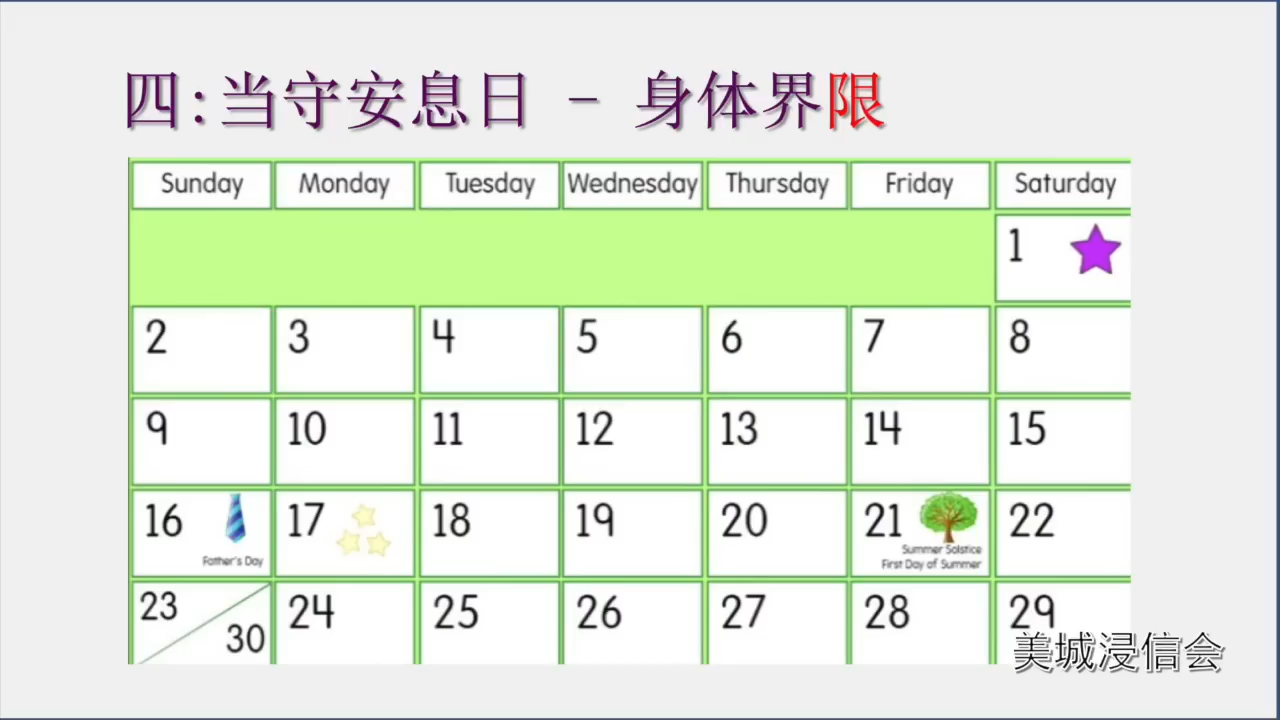 四:当守安息日 - 身体界限
Sunday Monday Tuesday Wednesday Thursday Friday Saturday
1
2 3 4 5 6 7 8
9 10 11 12 13 14 15
16 17 18 19 20 21 22
Father's Day
Summer Solstice
First Day of Summer
23 30 24 25 26 27 28 29
美城浸信会